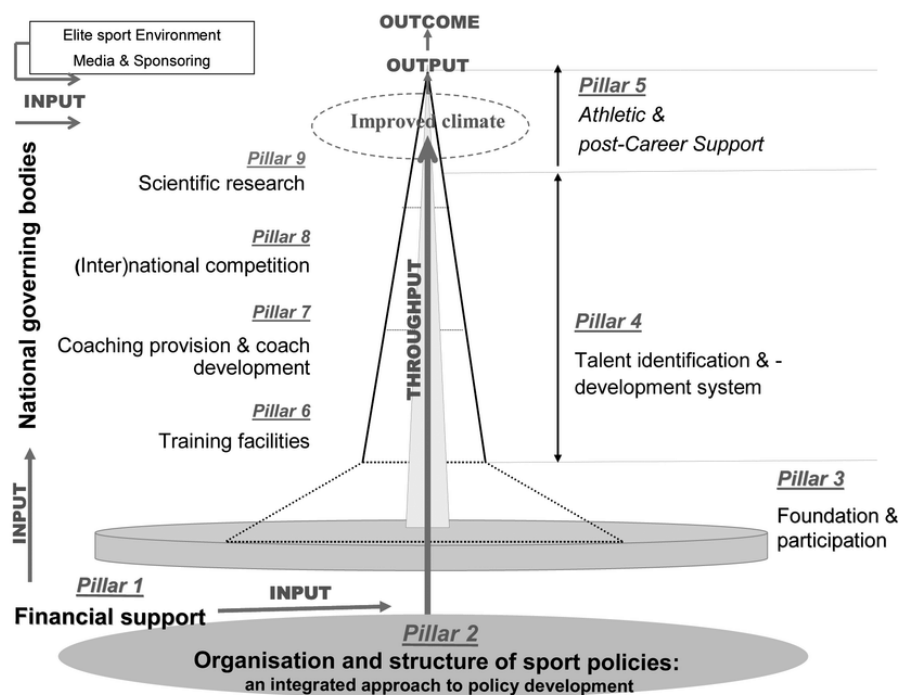 OUTCOME
Elite sport Environment
Media & Sponsoring
OUTPUT
INPUT
Improved climate
Pillar 5
Athletic &
post-Career Support
National governing bodies
Pillar 9
Scientific research
Pillar 8
(Inter)national competition
Pillar 7
Coaching provision & coach
development
Pillar 6
Training facilities
THROUGHPUT
Pillar 4
Talent identification & -
development system
Pillar 3
Foundation &
participation
INPUT
Pillar 1
Financial support
INPUT
Pillar 2
Organisation and structure of sport policies:
an integrated approach to policy development